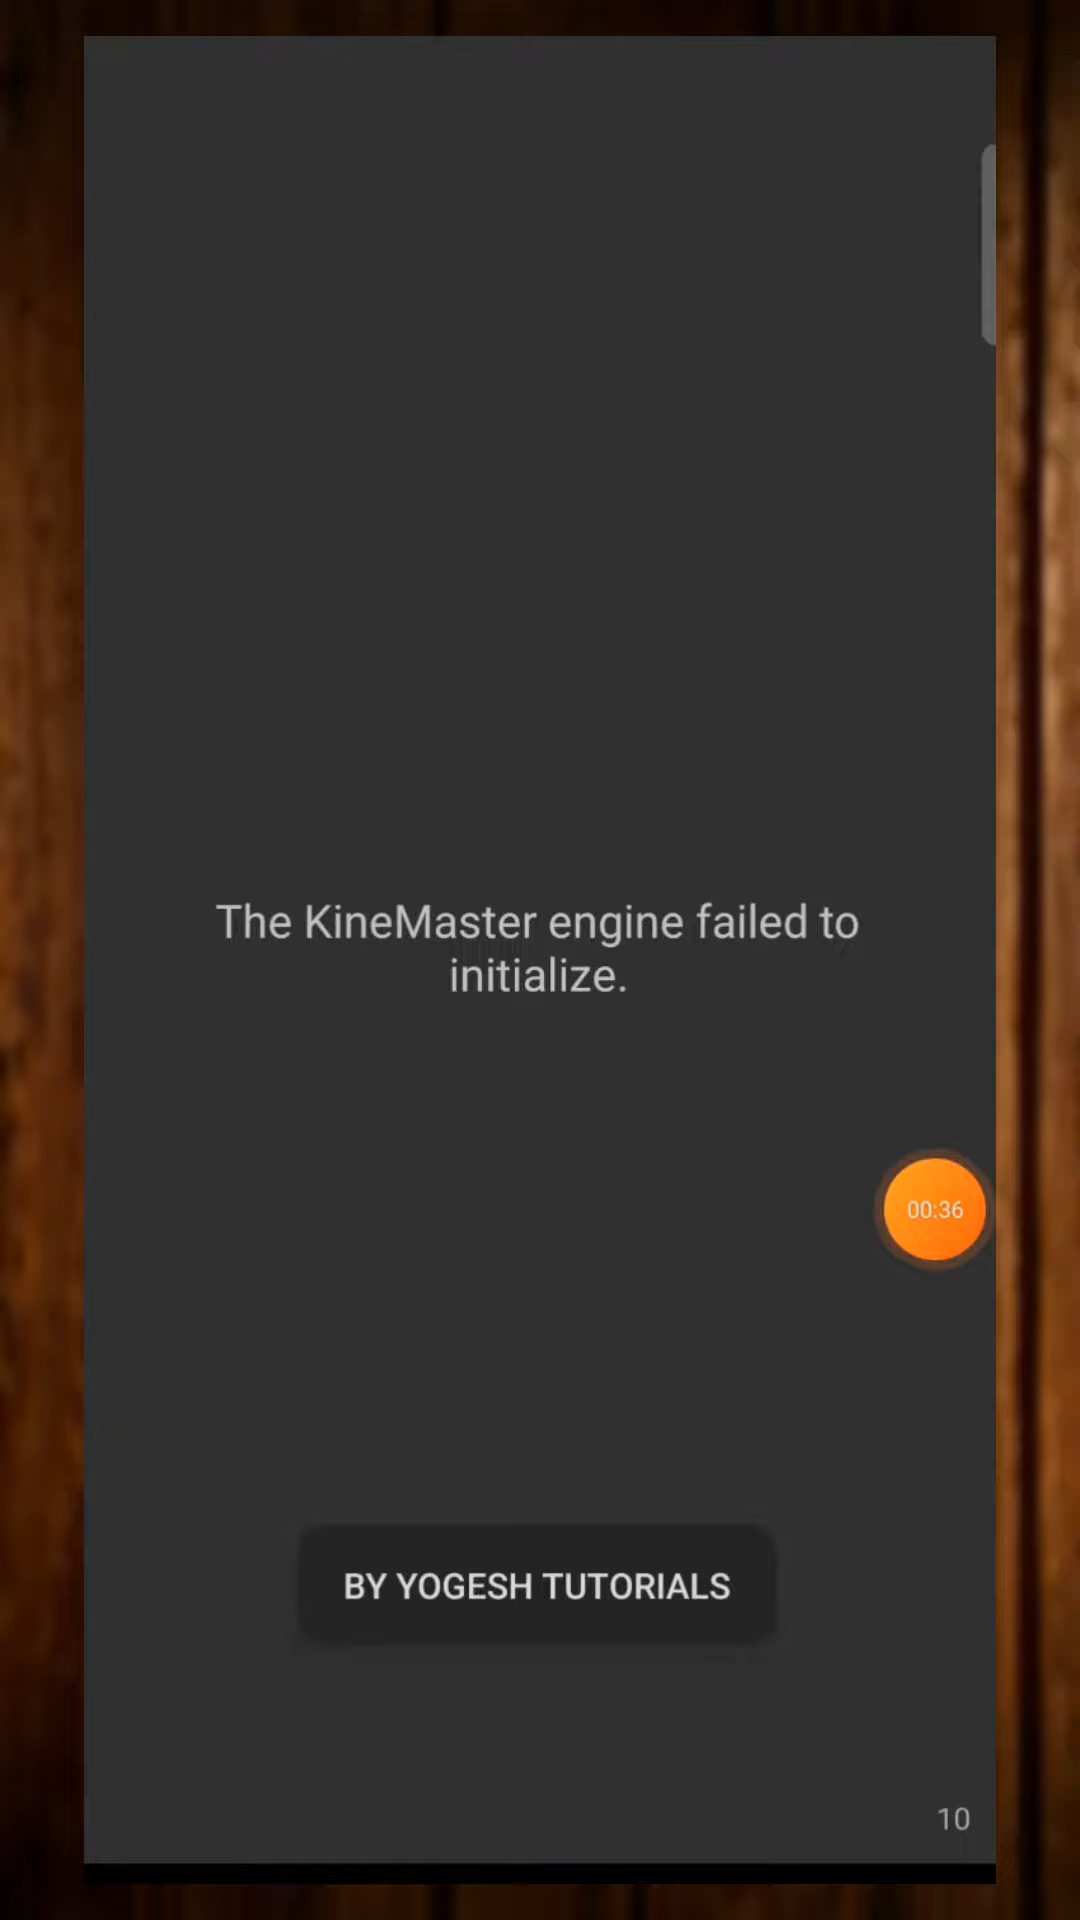 The KineMaster engine failed to
initialize.
00:36
BY YOGESH TUTORIALS
10